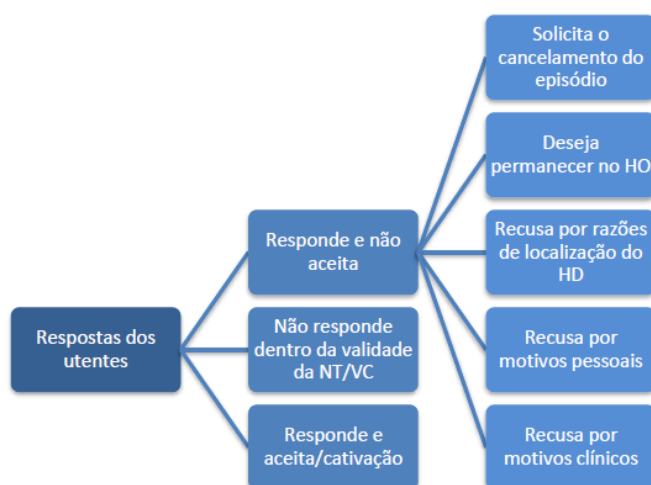 Respostas dos
utentes
Responde e não
aceita
Não responde
dentro da validade
da NT/VC
Responde e
aceita/cativação
Solicita o
cancelamento do
episódio
Deseja
permanecer no HO
Recusa por razões
de localização do
HD
Recusa por
motivos pessoais
Recusa por
motivos clínicos